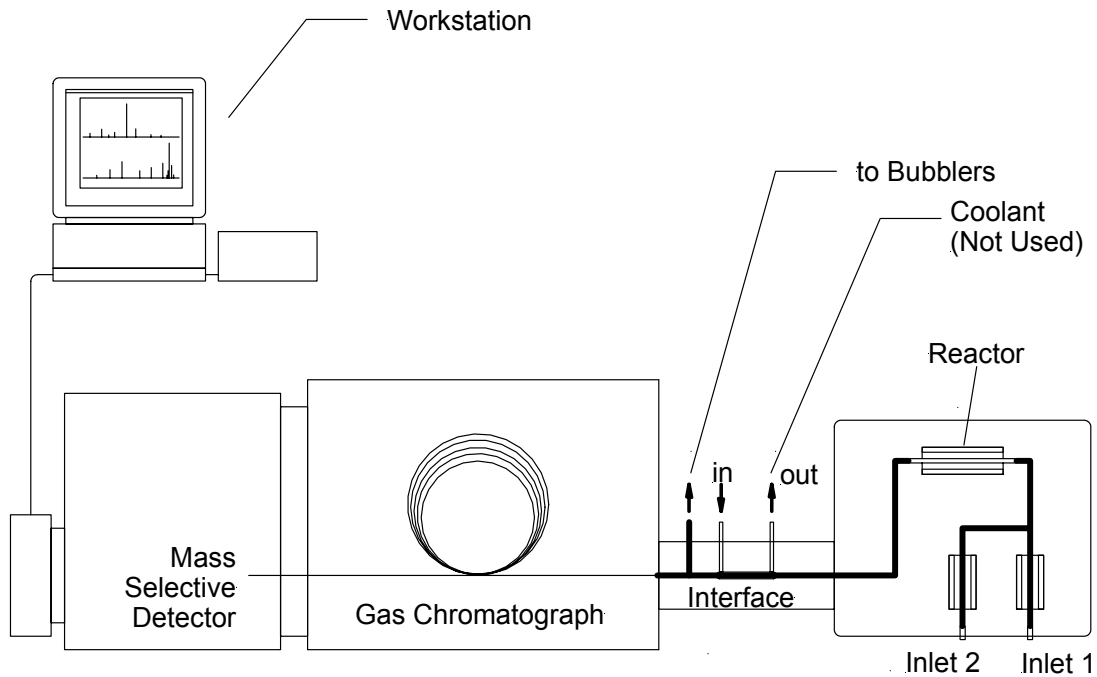 Workstation
to Bubblers
Coolant
(Not Used)
Reactor
in
out
Mass
Selective
Detector
Gas Chromatograph
Interface
Inlet 2
Inlet 1